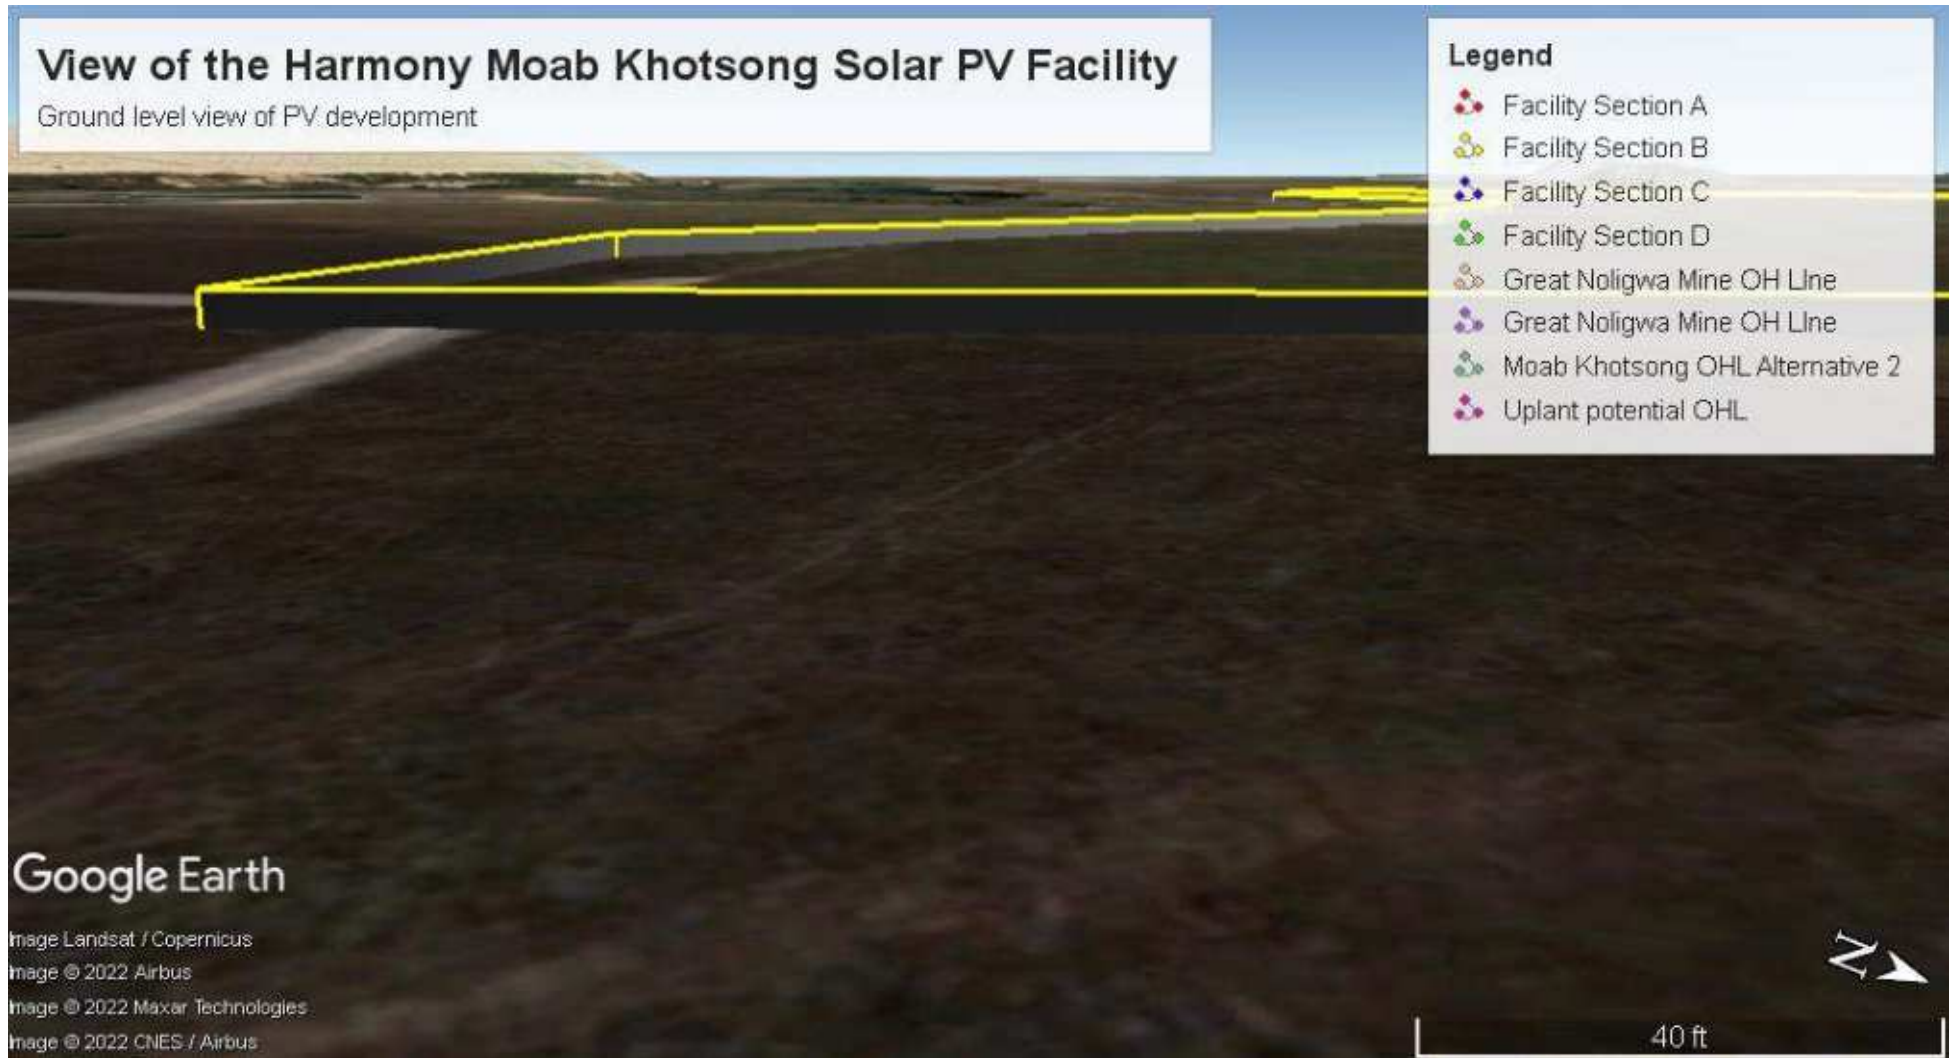 View of the Harmony Moab Khotsong Solar PV Facility
Ground level view of PV development
Legend
Facility Section A
Facility Section B
Facility Section C
Facility Section D
Great Noligwa Mine OH LIne
Great Noligwa Mine OH LIne
Moab Khotsong OHL Alternative 2
Uplant potential OHL
Google Earth
Image Landsat / Copernicus
Image © 2022 Airbus
Image © 2022 Maxar Technologies
Image © 2022 CNES / Airbus
N
40 ft